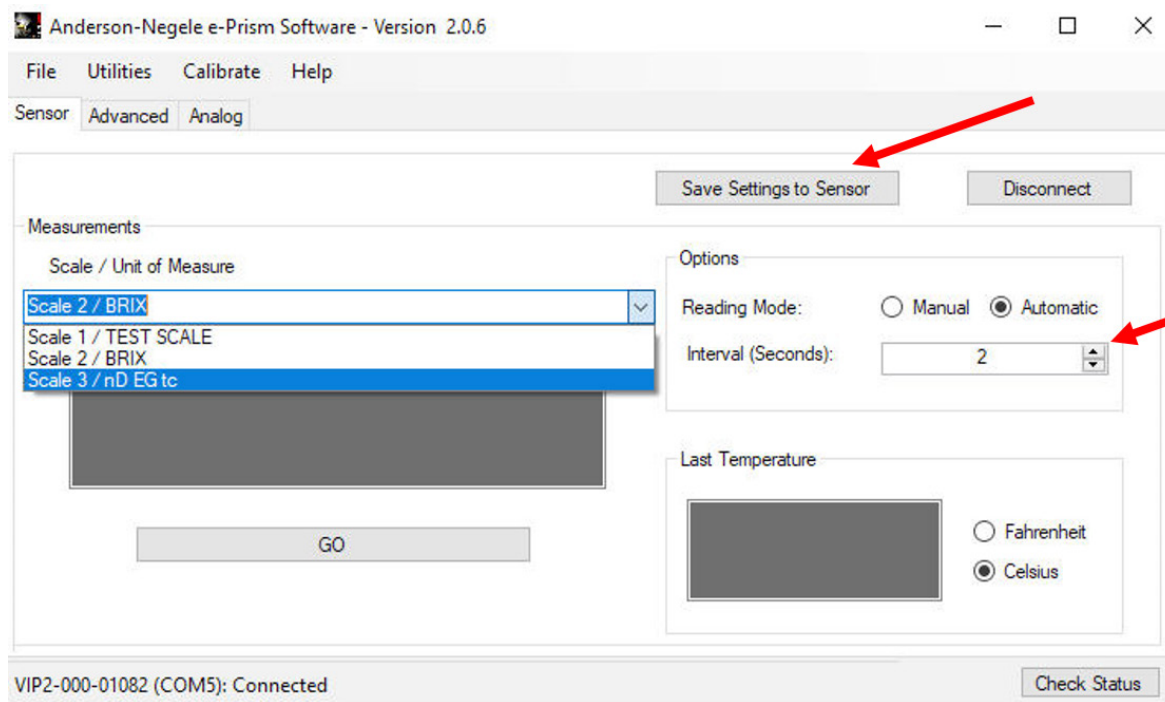 Anderson-Negele e-Prism Software - Version 2.0.6
File Utilities Calibrate Help
Sensor Advanced Analog
Save Settings to Sensor Disconnect
Measurements
Scale / Unit of Measure
Scale 2 / BRIX
Scale 1 / TEST SCALE
Scale 2 / BRIX
Scale 3 / nD EG tc
GO
Options
Reading Mode: Manual Automatic
Interval (Seconds): 2
Last Temperature
Fahrenheit
Celsius
VIP2-000-01082 (COM5): Connected
Check Status